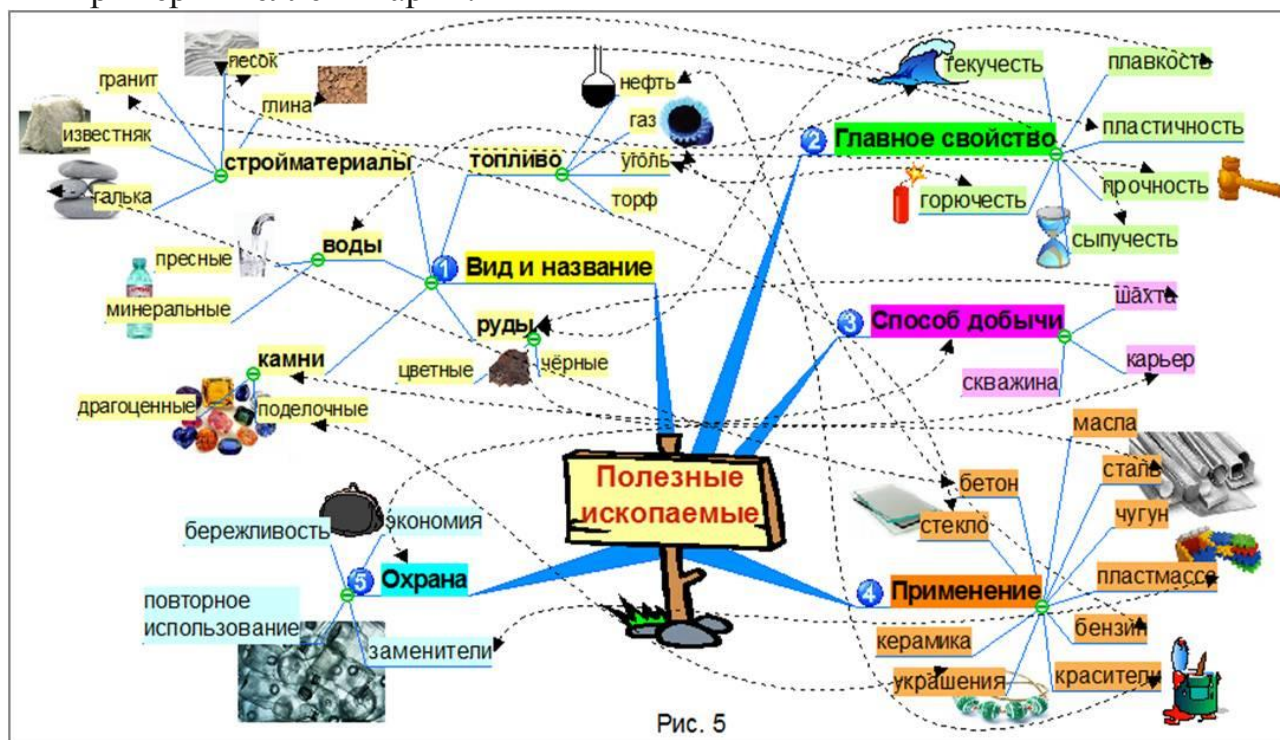 песок
гранит
глина
известняк
стройматериалы
галька
нефть
газ
топливо
уголь
торф
воды
пресные
минеральные
1
Вид и название
руды
цветные
чёрные
камни
драгоценные
поделочные
2
Главное свойство
текучесть
плавкость
пластичность
прочность
горючесть
сыпучесть
3
Способ добычи
шахта
карьер
скважина
Полезные
ископаемые
4
Применение
масла
сталь
бетон
чугун
стекло
пластмасса
бензин
керамика
украшения
красители
5
Охрана
экономия
бережливость
повторное
использование
заменители
Рис. 5